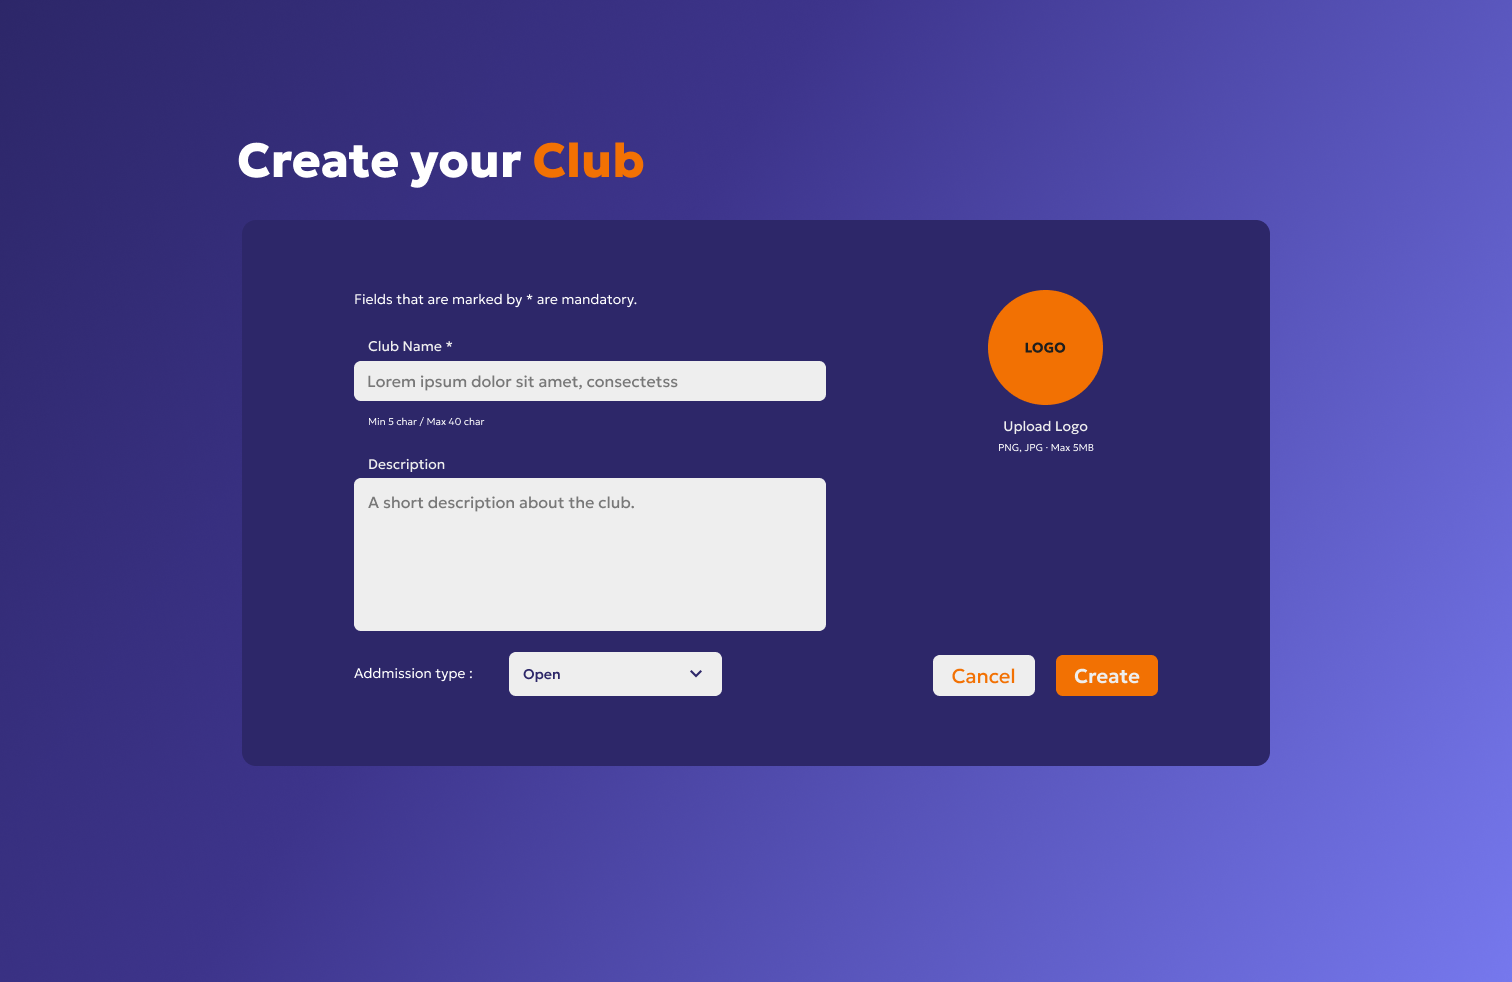 Create your Club
Fields that are marked by * are mandatory.
Club Name *
Lorem ipsum dolor sit amet, consectetss
Min 5 char / Max 40 char
Description
A short description about the club.
Addmission type :
Open
LOGO
Upload Logo
PNG, JPG · Max 5MB
Cancel
Create